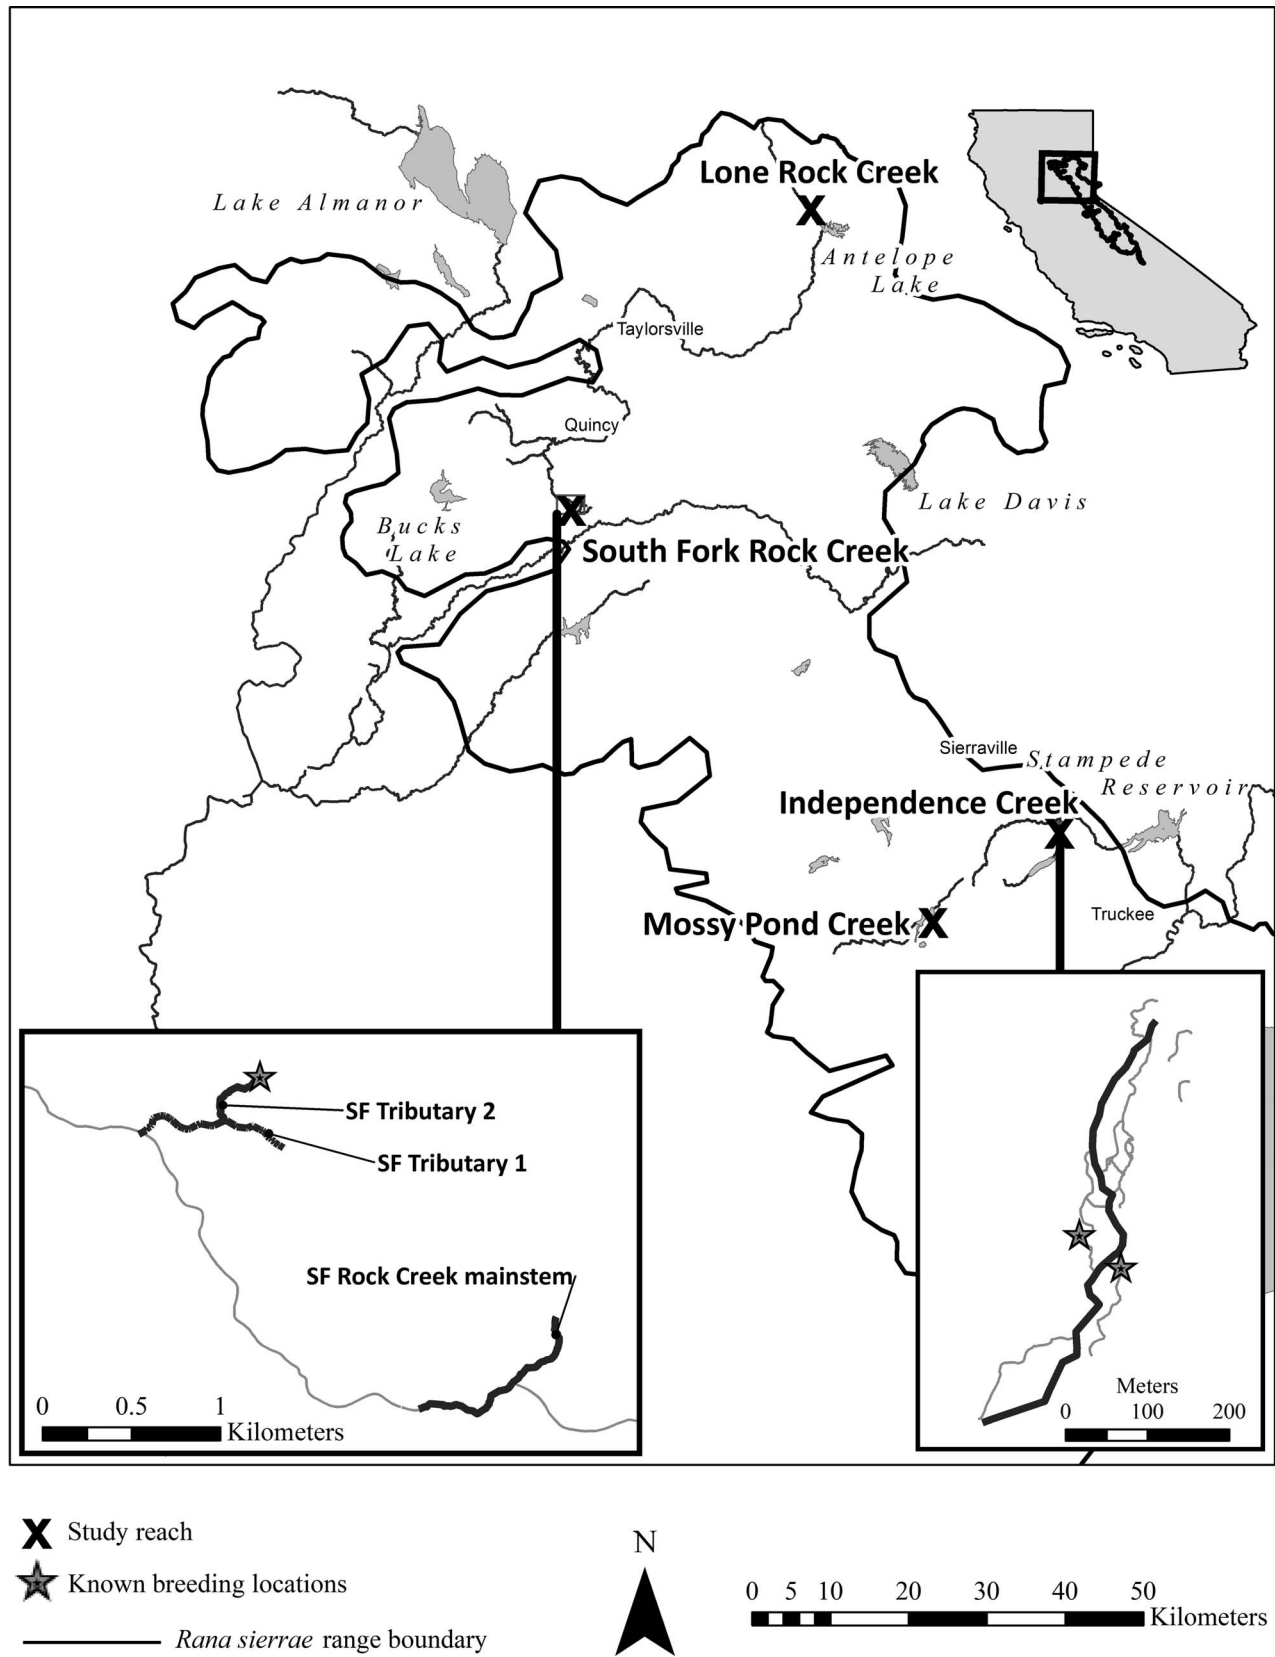 Lone Rock Creek
Lake Almanor
Antelope
Lake
Taylorsville
Quincy
Bucks
Lake
Lake Davis
South Fork Rock Creek
Sierraville
Stampede
Reservoir
Independence Creek
Mossy Pond Creek
Truckee
SF Tributary 2
SF Tributary 1
SF Rock Creek mainstem
0 0.5 1
Kilometers
Meters
0 100 200
Study reach
Known breeding locations
Rana sierrae range boundary
N
0 5 10 20 30 40 50
Kilometers